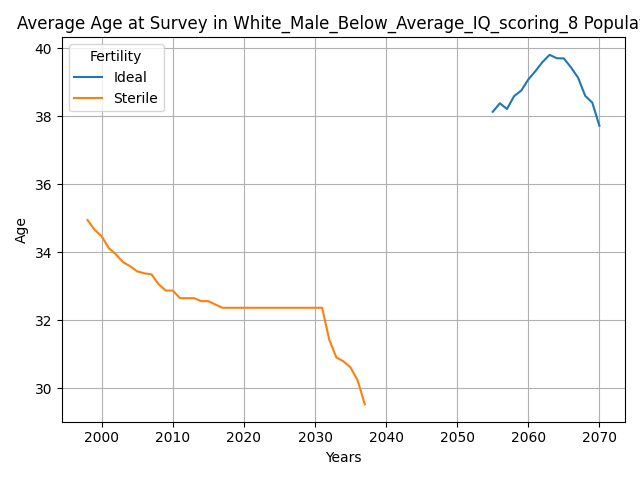 Average Age at Survey in White_Male_Below_Average_IQ_scoring_8 Popula
Fertility
Ideal
Sterile
40
38
36
34
32
30
Age
2000 2010 2020 2030 2040 2050 2060 2070
Years